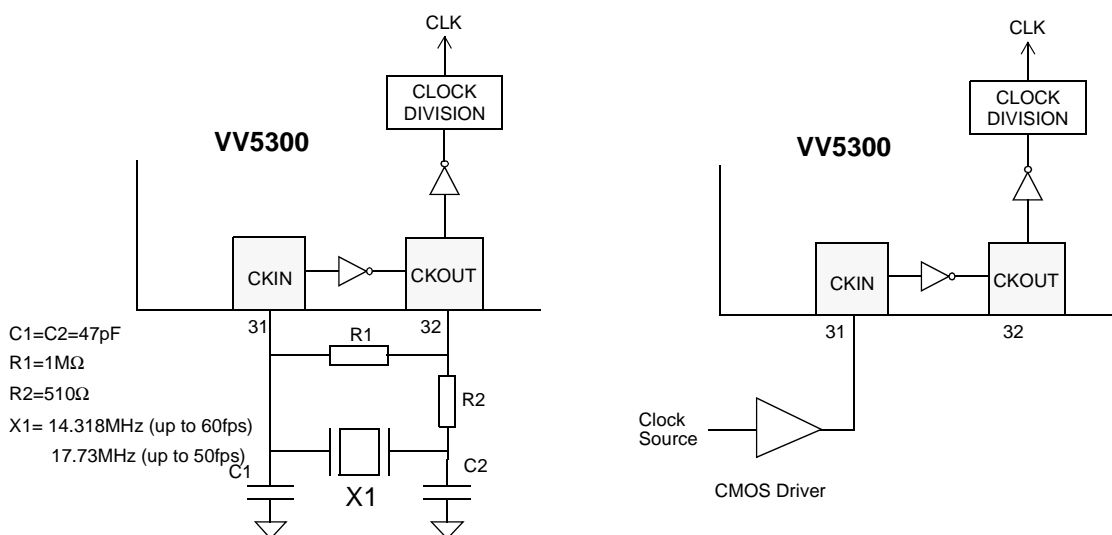 CLK
CLOCK
DIVISION
VV5300
CKIN
CKOUT
31
32
R1
R2
C1=C2=47pF
R1=1MΩ
R2=510Ω
X1= 14.318MHz (up to 60fps)
17.73MHz (up to 50fps)
C1
C2
X1
CLK
CLOCK
DIVISION
VV5300
CKIN
CKOUT
31
32
Clock
Source
CMOS Driver